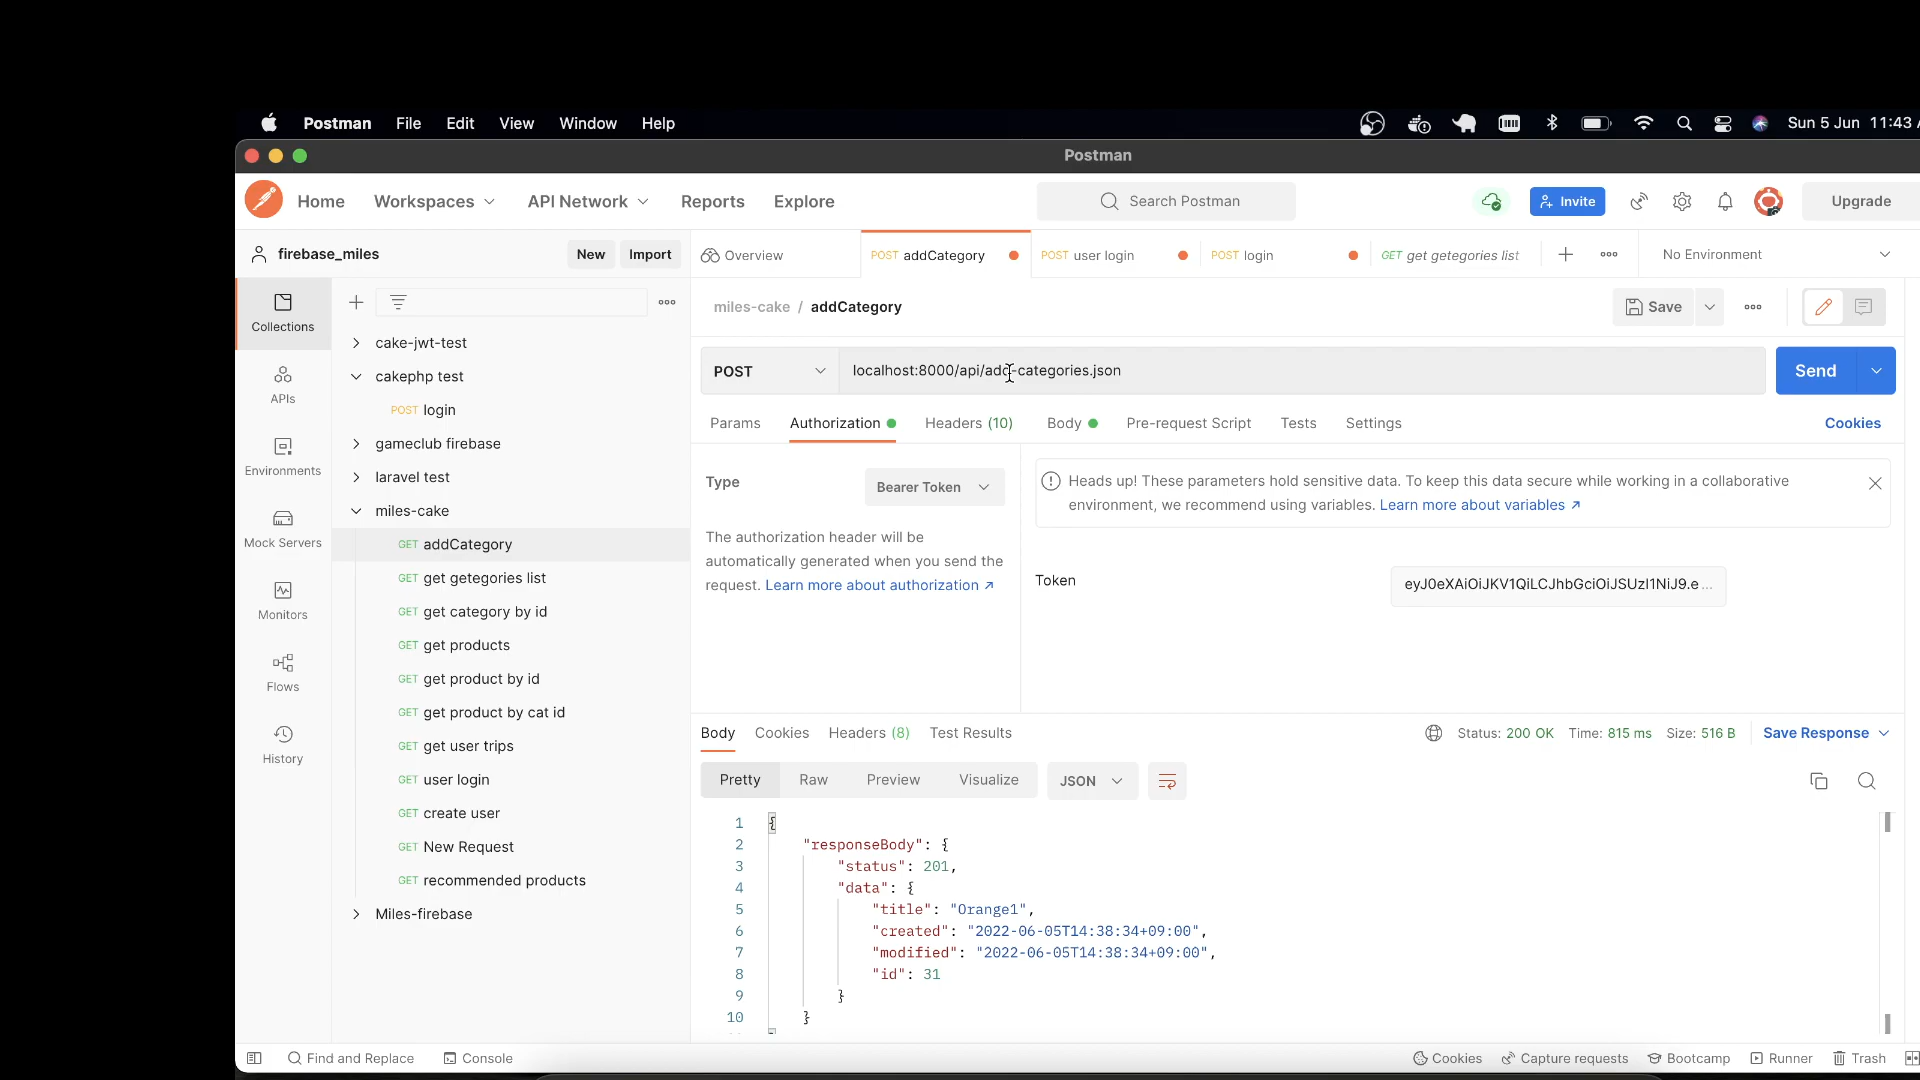 Postman File Edit View Window Help Sun 5 Jun 11:43
Postman
Home Workspaces API Network Reports Explore Search Postman Invite Upgrade
firebase_miles New Import Overview POST addCategory POST user login POST login GET get getegories list No Environment
Collections
miles-cake / addCategory Save
cake-jwt-test
cakephp test
POST localhost:8000/api/add-categories.json Send
APIs
POST login
Params Authorization Headers (10) Body Pre-request Script Tests Settings Cookies
gameclub firebase
Environments
laravel test
Type Bearer Token
Heads up! These parameters hold sensitive data. To keep this data secure while working in a collaborative
environment, we recommend using variables. Learn more about variables ↗
miles-cake
Mock Servers
GET addCategory
The authorization header will be
automatically generated when you send the
request. Learn more about authorization ↗
Token eyJ0eXAiOiJKV1QiLCJhbGciOiJSUzI1NiJ9.e...
GET get getegories list
Monitors
GET get category by id
GET get products
Flows
GET get product by id
GET get product by cat id
History
GET get user trips
GET user login
GET create user
GET New Request
GET recommended products
Miles-firebase
Body Cookies Headers (8) Test Results Status: 200 OK Time: 815 ms Size: 516 B Save Response
Pretty Raw Preview Visualize JSON
1 {
2 "responseBody": {
3 "status": 201,
4 "data": {
5 "title": "Orange1",
6 "created": "2022-06-05T14:38:34+09:00",
7 "modified": "2022-06-05T14:38:34+09:00",
8 "id": 31
9 }
10 }
Find and Replace Console Cookies Capture requests Bootcamp Runner Trash